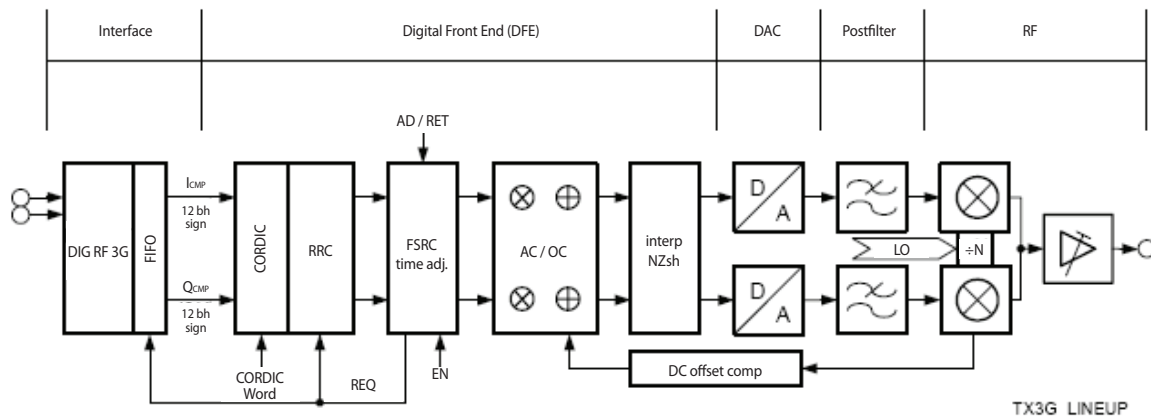 Interface
Digital Front End (DFE)
DAC
Postfilter
RF
AD / RET
DIG RF 3G
FIFO
ICMP
12 bh
sign
QCMP
12 bh
sign
CORDIC
RRC
FSRC
time adj.
AC / OC
interp
NZsh
D
A
D
A
LO
÷N
CORDIC
Word
REQ
EN
DC offset comp
TX3G LINEUP